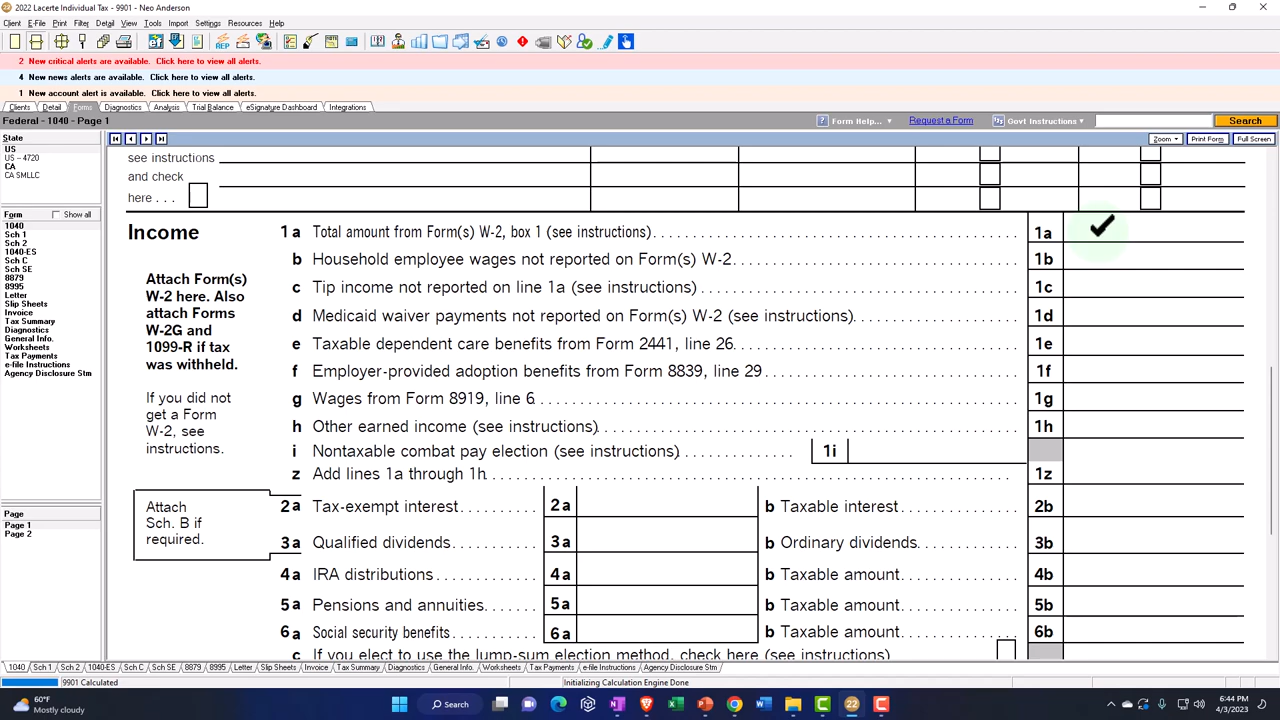 2022 Lacerte Individual Tax - 9901 - Neo Anderson
Client E-File Print Filter Detail View Tools Import Settings Resources Help
2 New critical alerts are available. Click here to view all alerts.
4 New news alerts are available. Click here to view all alerts.
1 New account alert is available. Click here to view all alerts.
Clients Detail Forms Diagnostics Analysis Trial Balance eSignature Dashboard Integrations
Federal - 1040 - Page 1 Form Help... Request a Form Govt Instructions Search
Zoom Print Form Full Screen
State
US
US - 4720
CA
CA SMLLC
Form Show all
1040
Sch 1
Sch 2
1040-ES
Sch C
Sch SE
8879
8995
Letter
Slip Sheets
Invoice
Tax Summary
Diagnostics
General Info.
Worksheets
Tax Payments
e-file Instructions
Agency Disclosure Stm
Page
Page 1
Page 2
see instructions
and check
here . . .
Income
Attach Form(s)
W-2 here. Also
attach Forms
W-2G and
1099-R if tax
was withheld.
If you did not
get a Form
W-2, see
instructions.
1 a Total amount from Form(s) W-2, box 1 (see instructions) 1a
b Household employee wages not reported on Form(s) W-2 1b
c Tip income not reported on line 1a (see instructions) 1c
d Medicaid waiver payments not reported on Form(s) W-2 (see instructions) 1d
e Taxable dependent care benefits from Form 2441, line 26 1e
f Employer-provided adoption benefits from Form 8839, line 29 1f
g Wages from Form 8919, line 6 1g
h Other earned income (see instructions) 1h
i Nontaxable combat pay election (see instructions) 1i
z Add lines 1a through 1h 1z
Attach
Sch. B if
required.
2a Tax-exempt interest 2a b Taxable interest 2b
3a Qualified dividends 3a b Ordinary dividends 3b
4a IRA distributions 4a b Taxable amount 4b
5a Pensions and annuities 5a b Taxable amount 5b
6a Social security benefits 6a b Taxable amount 6b
c If you elect to use the lump-sum election method, check here (see instructions)
1040 Sch 1 Sch 2 1040-ES Sch C Sch SE 8879 8995 Letter Slip Sheets Invoice Tax Summary Diagnostics General Info. Worksheets Tax Payments e-file Instructions Agency Disclosure Stm
9901 Calculated Initializing Calculation Engine Done
60°F
Mostly cloudy
Search
6:44 PM
4/3/2023